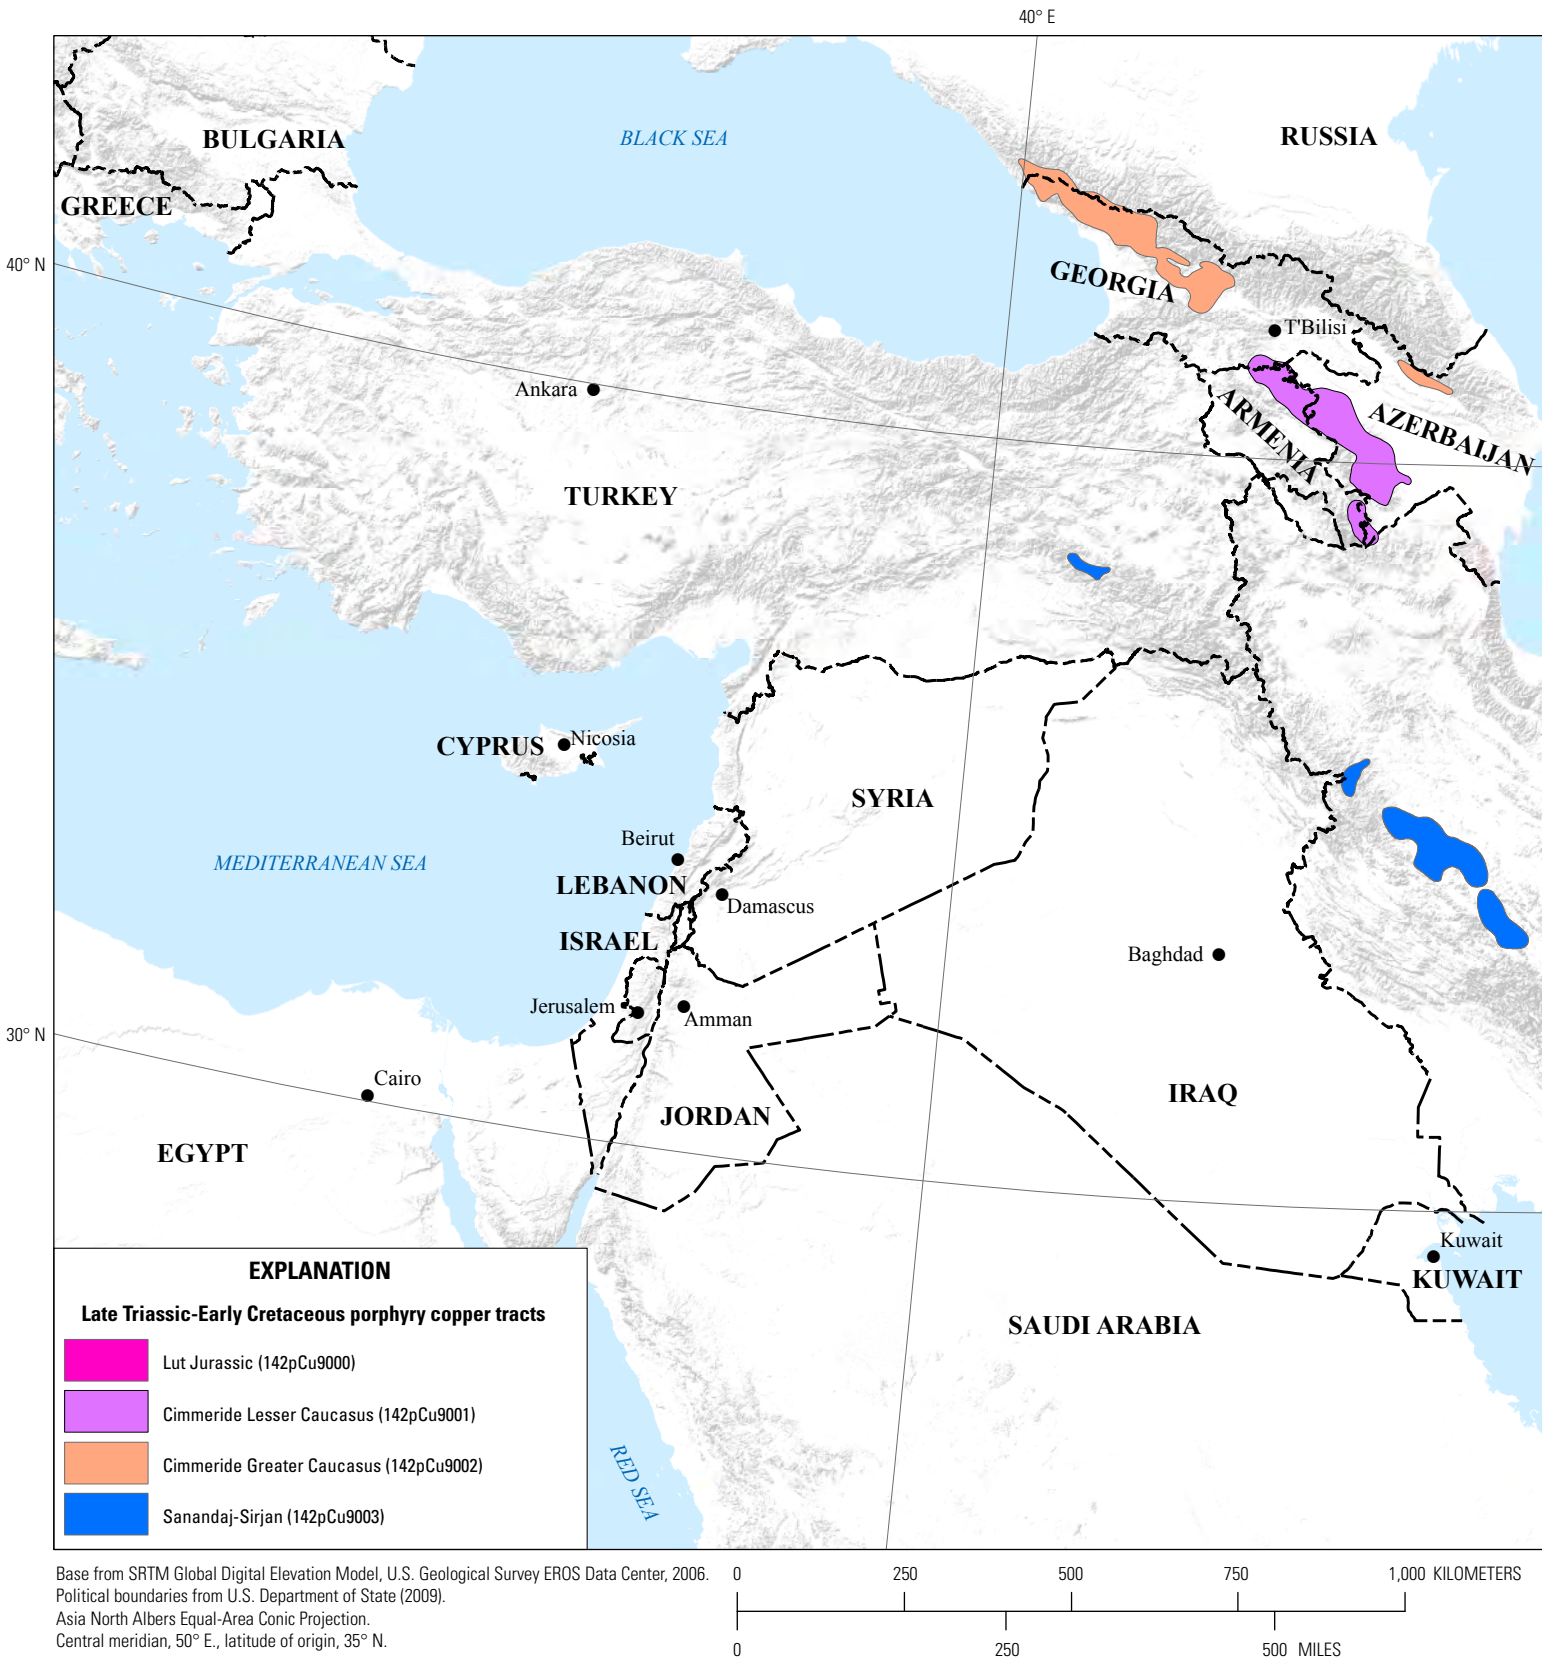 40° E
BULGARIA
BLACK SEA
RUSSIA
GREECE
40° N
GEORGIA
T'Bilisi
Ankara
ARMENIA
AZERBAIJAN
TURKEY
CYPRUS
Nicosia
SYRIA
Beirut
MEDITERRANEAN SEA
LEBANON
Damascus
ISRAEL
Baghdad
Jerusalem
Amman
30° N
Cairo
IRAQ
JORDAN
EGYPT
Kuwait
KUWAIT
SAUDI ARABIA
RED SEA
EXPLANATION
Late Triassic-Early Cretaceous porphyry copper tracts
Lut Jurassic (142pCu9000)
Cimmeride Lesser Caucasus (142pCu9001)
Cimmeride Greater Caucasus (142pCu9002)
Sanandaj-Sirjan (142pCu9003)
Base from SRTM Global Digital Elevation Model, U.S. Geological Survey EROS Data Center, 2006.
Political boundaries from U.S. Department of State (2009).
Asia North Albers Equal-Area Conic Projection.
Central meridian, 50° E., latitude of origin, 35° N.
0 250 500 750 1,000 KILOMETERS
0 250 500 MILES